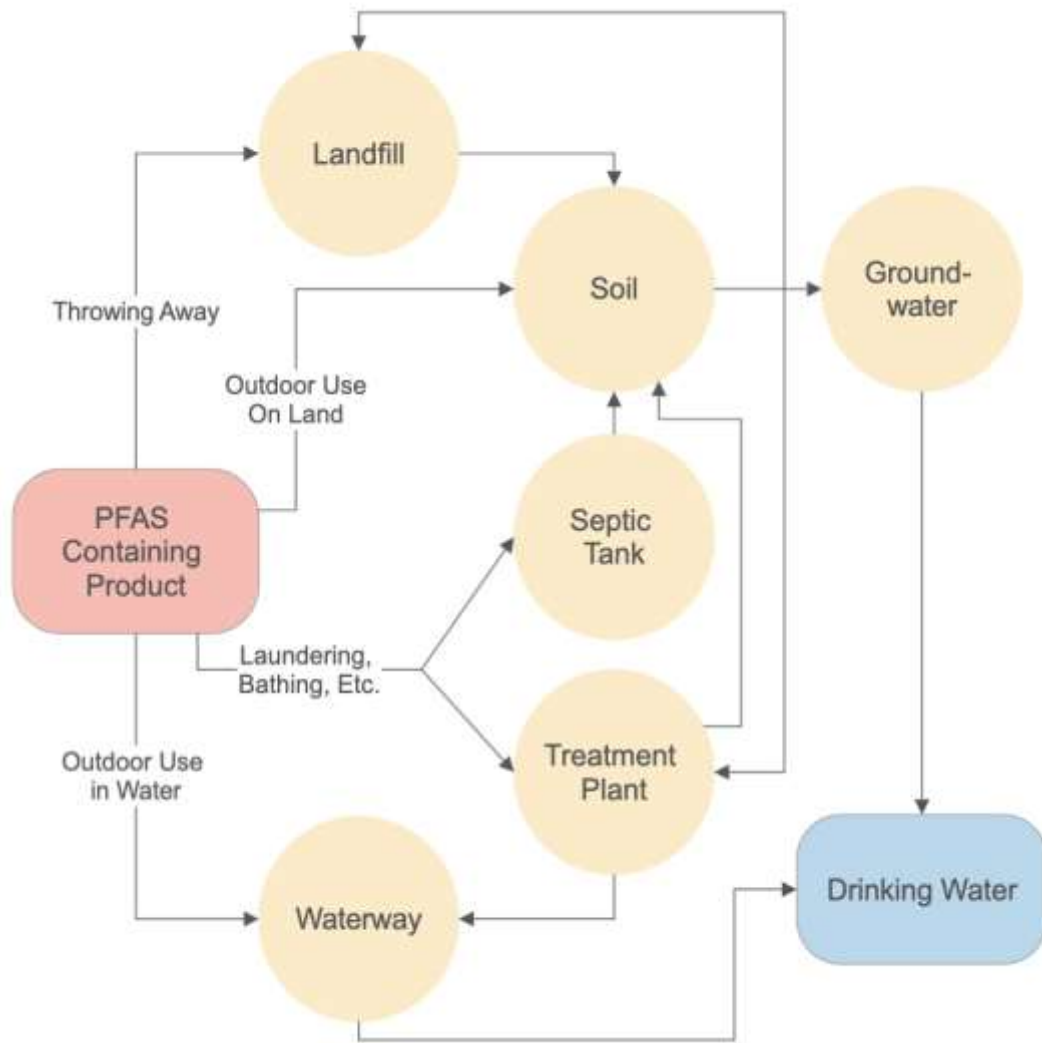 Landfill
Soil
Ground-
water
Throwing Away
Outdoor Use
On Land
PFAS
Containing
Product
Septic
Tank
Laundering,
Bathing, Etc.
Outdoor Use
in Water
Treatment
Plant
Waterway
Drinking Water